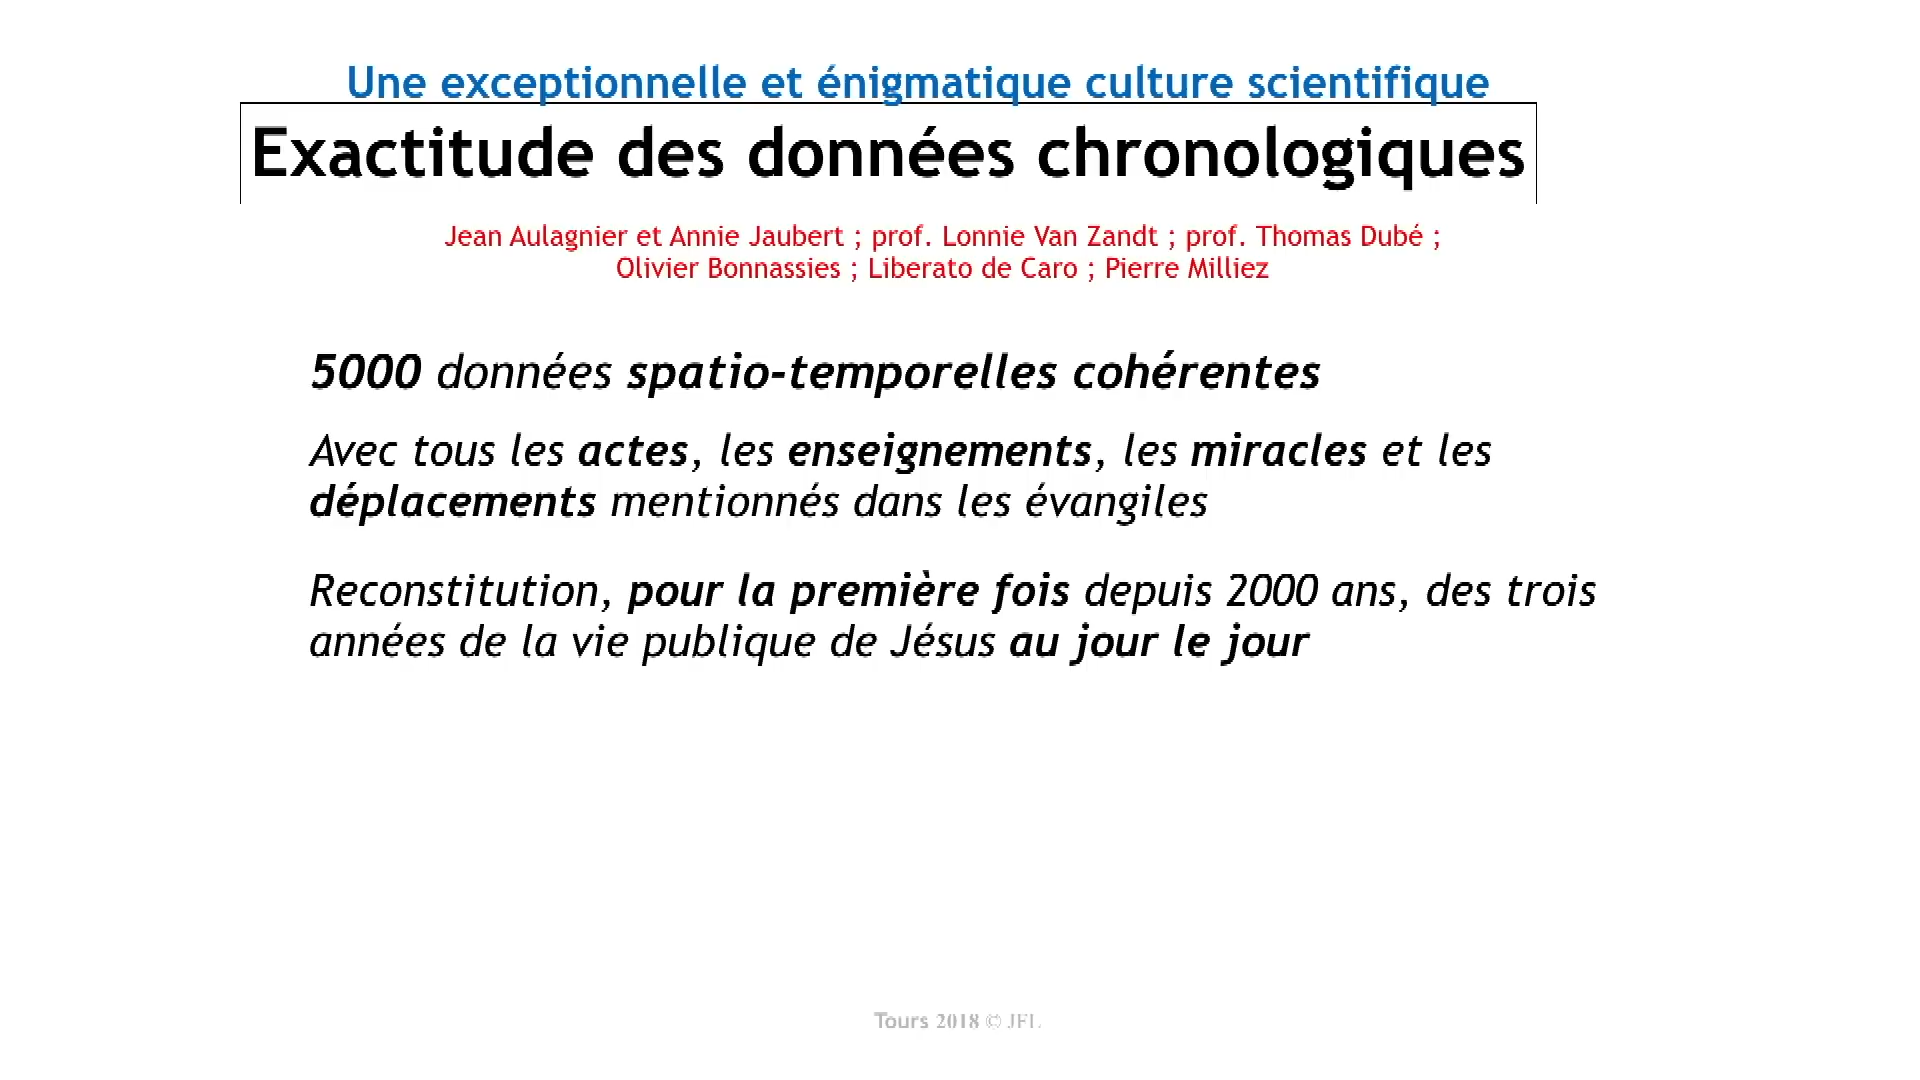 Une exceptionnelle et énigmatique culture scientifique
Exactitude des données chronologiques
Jean Aulagnier et Annie Jaubert ; prof. Lonnie Van Zandt ; prof. Thomas Dubé ;
Olivier Bonnassies ; Liberato de Caro ; Pierre Milliez
5000 données spatio-temporelles cohérentes
Avec tous les actes, les enseignements, les miracles et les
déplacements mentionnés dans les évangiles
Reconstitution, pour la première fois depuis 2000 ans, des trois
années de la vie publique de Jésus au jour le jour
Tours 2018 © JFL